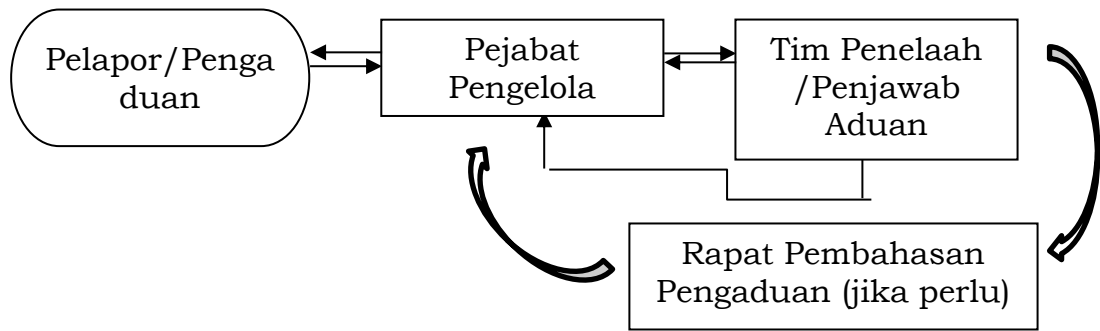 Pelapor/Penga
duan
Pejabat
Pengelola
Tim Penelaah
/Penjawab
Aduan
Rapat Pembahasan
Pengaduan (jika perlu)